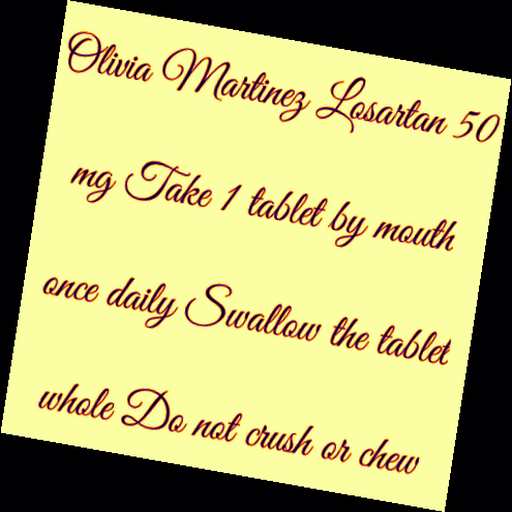 Olivia Martinez Losartan 50
mg Take 1 tablet by mouth
once daily Swallow the tablet
whole Do not crush or chew